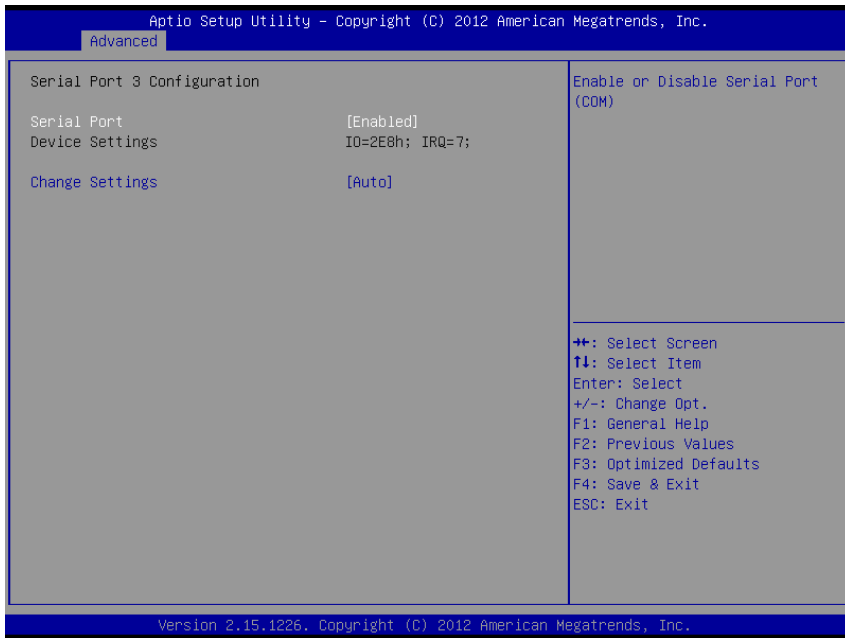 Aptio Setup Utility – Copyright (C) 2012 American Megatrends, Inc.
Advanced
Serial Port 3 Configuration
Serial Port [Enabled]
Device Settings IO=2E8h; IRQ=7;
Change Settings [Auto]
Enable or Disable Serial Port
(COM)
→←: Select Screen
↑↓: Select Item
Enter: Select
+/-: Change Opt.
F1: General Help
F2: Previous Values
F3: Optimized Defaults
F4: Save & Exit
ESC: Exit
Version 2.15.1226. Copyright (C) 2012 American Megatrends, Inc.